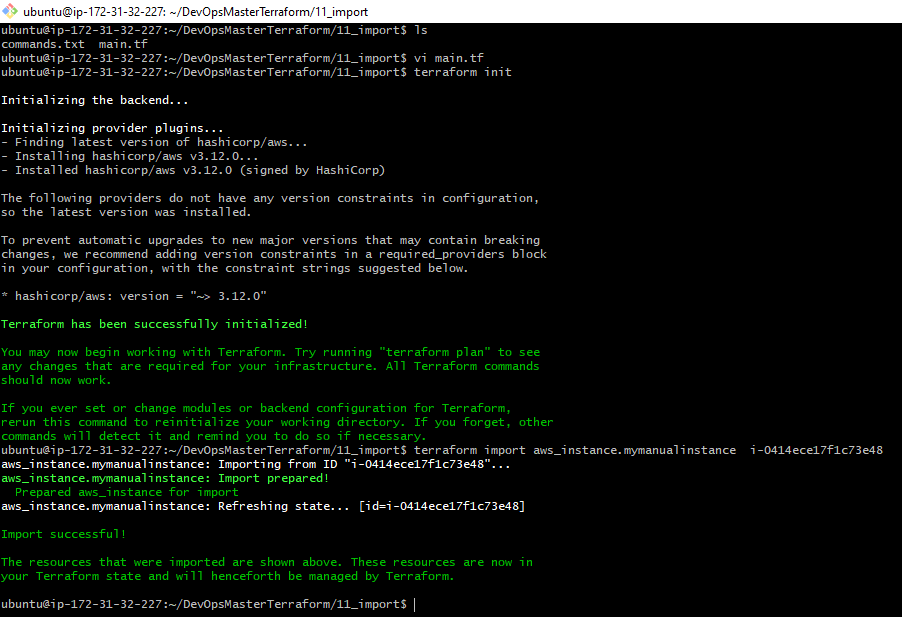 ubuntu@ip-172-31-32-227: ~/DevOpsMasterTerraform/11_import
ubuntu@ip-172-31-32-227:~/DevOpsMasterTerraform/11_import$ ls
commands.txt  main.tf
ubuntu@ip-172-31-32-227:~/DevOpsMasterTerraform/11_import$ vi main.tf
ubuntu@ip-172-31-32-227:~/DevOpsMasterTerraform/11_import$ terraform init
Initializing the backend...
Initializing provider plugins...
- Finding latest version of hashicorp/aws...
- Installing hashicorp/aws v3.12.0...
- Installed hashicorp/aws v3.12.0 (signed by HashiCorp)
The following providers do not have any version constraints in configuration,
so the latest version was installed.
To prevent automatic upgrades to new major versions that may contain breaking
changes, we recommend adding version constraints in a required_providers block
in your configuration, with the constraint strings suggested below.
* hashicorp/aws: version = "~> 3.12.0"
Terraform has been successfully initialized!
You may now begin working with Terraform. Try running "terraform plan" to see
any changes that are required for your infrastructure. All Terraform commands
should now work.
If you ever set or change modules or backend configuration for Terraform,
rerun this command to reinitialize your working directory. If you forget, other
commands will detect it and remind you to do so if necessary.
ubuntu@ip-172-31-32-227:~/DevOpsMasterTerraform/11_import$ terraform import aws_instance.mymanualinstance  i-0414ece17f1c73e48
aws_instance.mymanualinstance: Importing from ID "i-0414ece17f1c73e48"...
aws_instance.mymanualinstance: Import prepared!
  Prepared aws_instance for import
aws_instance.mymanualinstance: Refreshing state... [id=i-0414ece17f1c73e48]
Import successful!
The resources that were imported are shown above. These resources are now in
your Terraform state and will henceforth be managed by Terraform.
ubuntu@ip-172-31-32-227:~/DevOpsMasterTerraform/11_import$